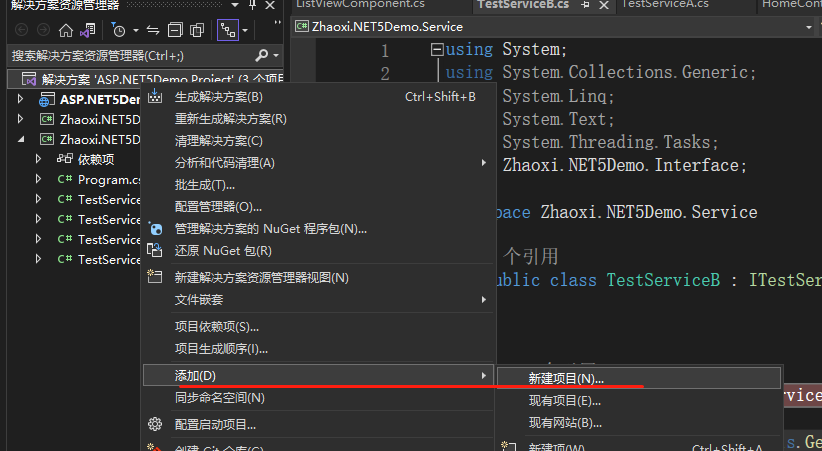 解决方案资源管理器
ListViewComponent.cs
TestServiceB.cs
TestServiceA.cs
HomeCont
Zhaoxi.NET5Demo.Service
搜索解决方案资源管理器(Ctrl+;)
解决方案 'ASP.NET5Demo.Project' (3 个项目
ASP.NET5Der
Zhaoxi.NET5D
Zhaoxi.NET5D
依赖项
C# Program.cs
C# TestService
C# TestService
C# TestService
C# TestService
生成解决方案(B) Ctrl+Shift+B
重新生成解决方案(R)
清理解决方案(C)
分析和代码清理(A)
批生成(T)...
配置管理器(O)...
管理解决方案的 NuGet 程序包(N)...
还原 NuGet 包(R)
新建解决方案资源管理器视图(N)
文件嵌套
项目依赖项(S)...
项目生成顺序(I)...
添加(D)
同步命名空间(N)
配置启动项目...
新建项目(N)...
现有项目(E)...
现有网站(B)...
新建项(W) Ctrl+Shift+A
1 using System;
2 using System.Collections.Generic;
System.Linq;
System.Text;
System.Threading.Tasks;
Zhaoxi.NET5Demo.Interface;
pace Zhaoxi.NET5Demo.Service
个引用
ublic class TestServiceB : ITestSer
rvice
s.Ge